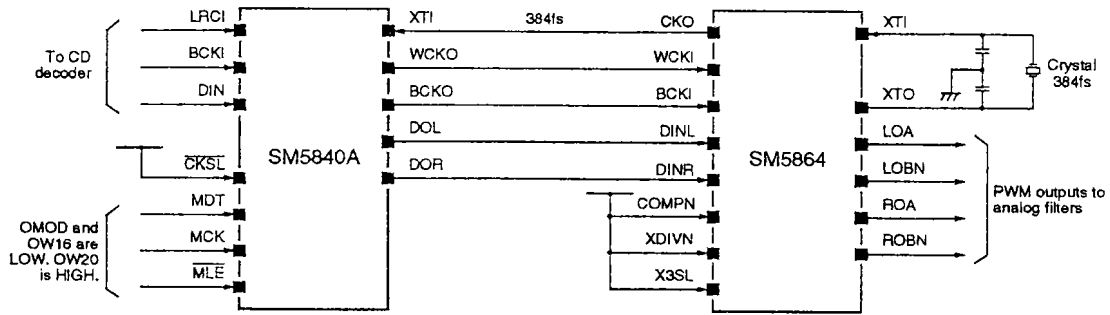 LRCI
BCKI
DIN
To CD
decoder
CKSL
MDT
MCK
MLE
OMOD and
OW16 are
LOW. OW20
is HIGH.
SM5840A
XTI
WCKO
BCKO
DOL
DOR
384fs
CKO
WCKI
BCKI
DINL
DINR
COMPN
XDIVN
X3SL
SM5864
XTI
XTO
Crystal
384fs
LOA
LOBN
ROA
ROBN
PWM outputs to
analog filters